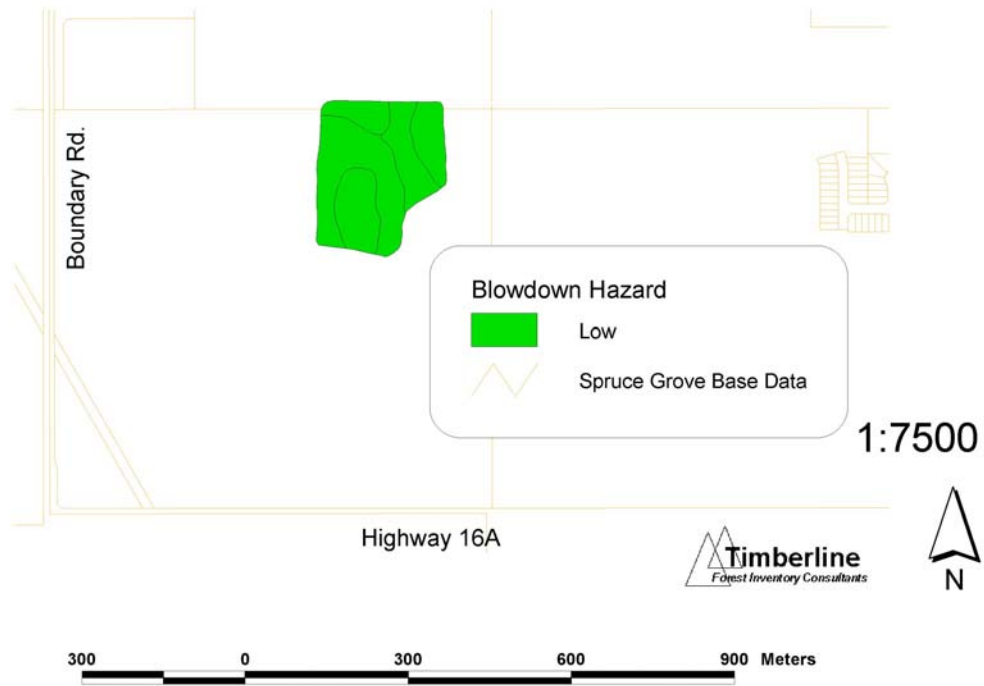 Boundary Rd.
Blowdown Hazard
Low
Spruce Grove Base Data
1:7500
Highway 16A
Timberline
Forest Inventory Consultants
N
300 0 300 600 900 Meters